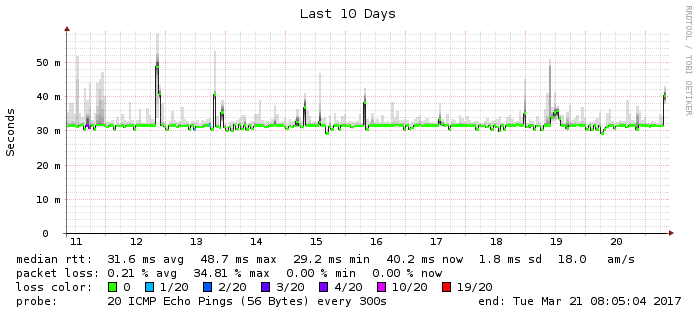 Last 10 Days
RRDTOOL / TOBI OETIKER
Seconds
50 m
40 m
30 m
20 m
10 m
0
11 12 13 14 15 16 17 18 19 20
median rtt: 31.6 ms avg 48.7 ms max 29.2 ms min 40.2 ms now 1.8 ms sd 18.0 am/s
packet loss: 0.21 % avg 34.81 % max 0.00 % min 0.00 % now
loss color: 0 1/20 2/20 3/20 4/20 10/20 19/20
probe: 20 ICMP Echo Pings (56 Bytes) every 300s end: Tue Mar 21 08:05:04 2017